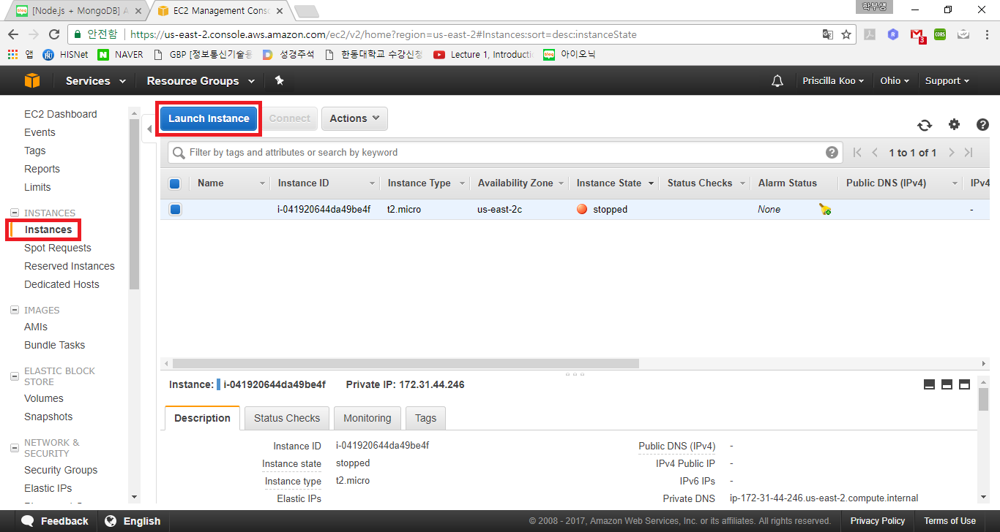 [Node.js + MongoDB] A
EC2 Management Conso
학부생
안전함
https://us-east-2.console.aws.amazon.com/ec2/v2/home?region=us-east-2#Instances:sort=desc:instanceState
3
CORS
앱
HISNet
NAVER
GBP [정보통신기술융
성경주석
한동대학교 수강신청
Lecture 1, Introducti
아이오닉
Services
Resource Groups
Priscilla Koo
Ohio
Support
EC2 Dashboard
Events
Tags
Reports
Limits
INSTANCES
Instances
Spot Requests
Reserved Instances
Dedicated Hosts
IMAGES
AMIs
Bundle Tasks
ELASTIC BLOCK
STORE
Volumes
Snapshots
NETWORK &
SECURITY
Security Groups
Elastic IPs
Launch Instance
Connect
Actions
Filter by tags and attributes or search by keyword
1 to 1 of 1
Name
Instance ID
Instance Type
Availability Zone
Instance State
Status Checks
Alarm Status
Public DNS (IPv4)
IPv4
i-041920644da49be4f
t2.micro
us-east-2c
stopped
None
-
Instance: i-041920644da49be4f Private IP: 172.31.44.246
Description
Status Checks
Monitoring
Tags
Instance ID i-041920644da49be4f
Instance state stopped
Instance type t2.micro
Elastic IPs
Public DNS (IPv4) -
IPv4 Public IP -
IPv6 IPs -
Private DNS ip-172-31-44-246.us-east-2.compute.internal
Feedback
English
© 2008 - 2017, Amazon Web Services, Inc. or its affiliates. All rights reserved.
Privacy Policy
Terms of Use